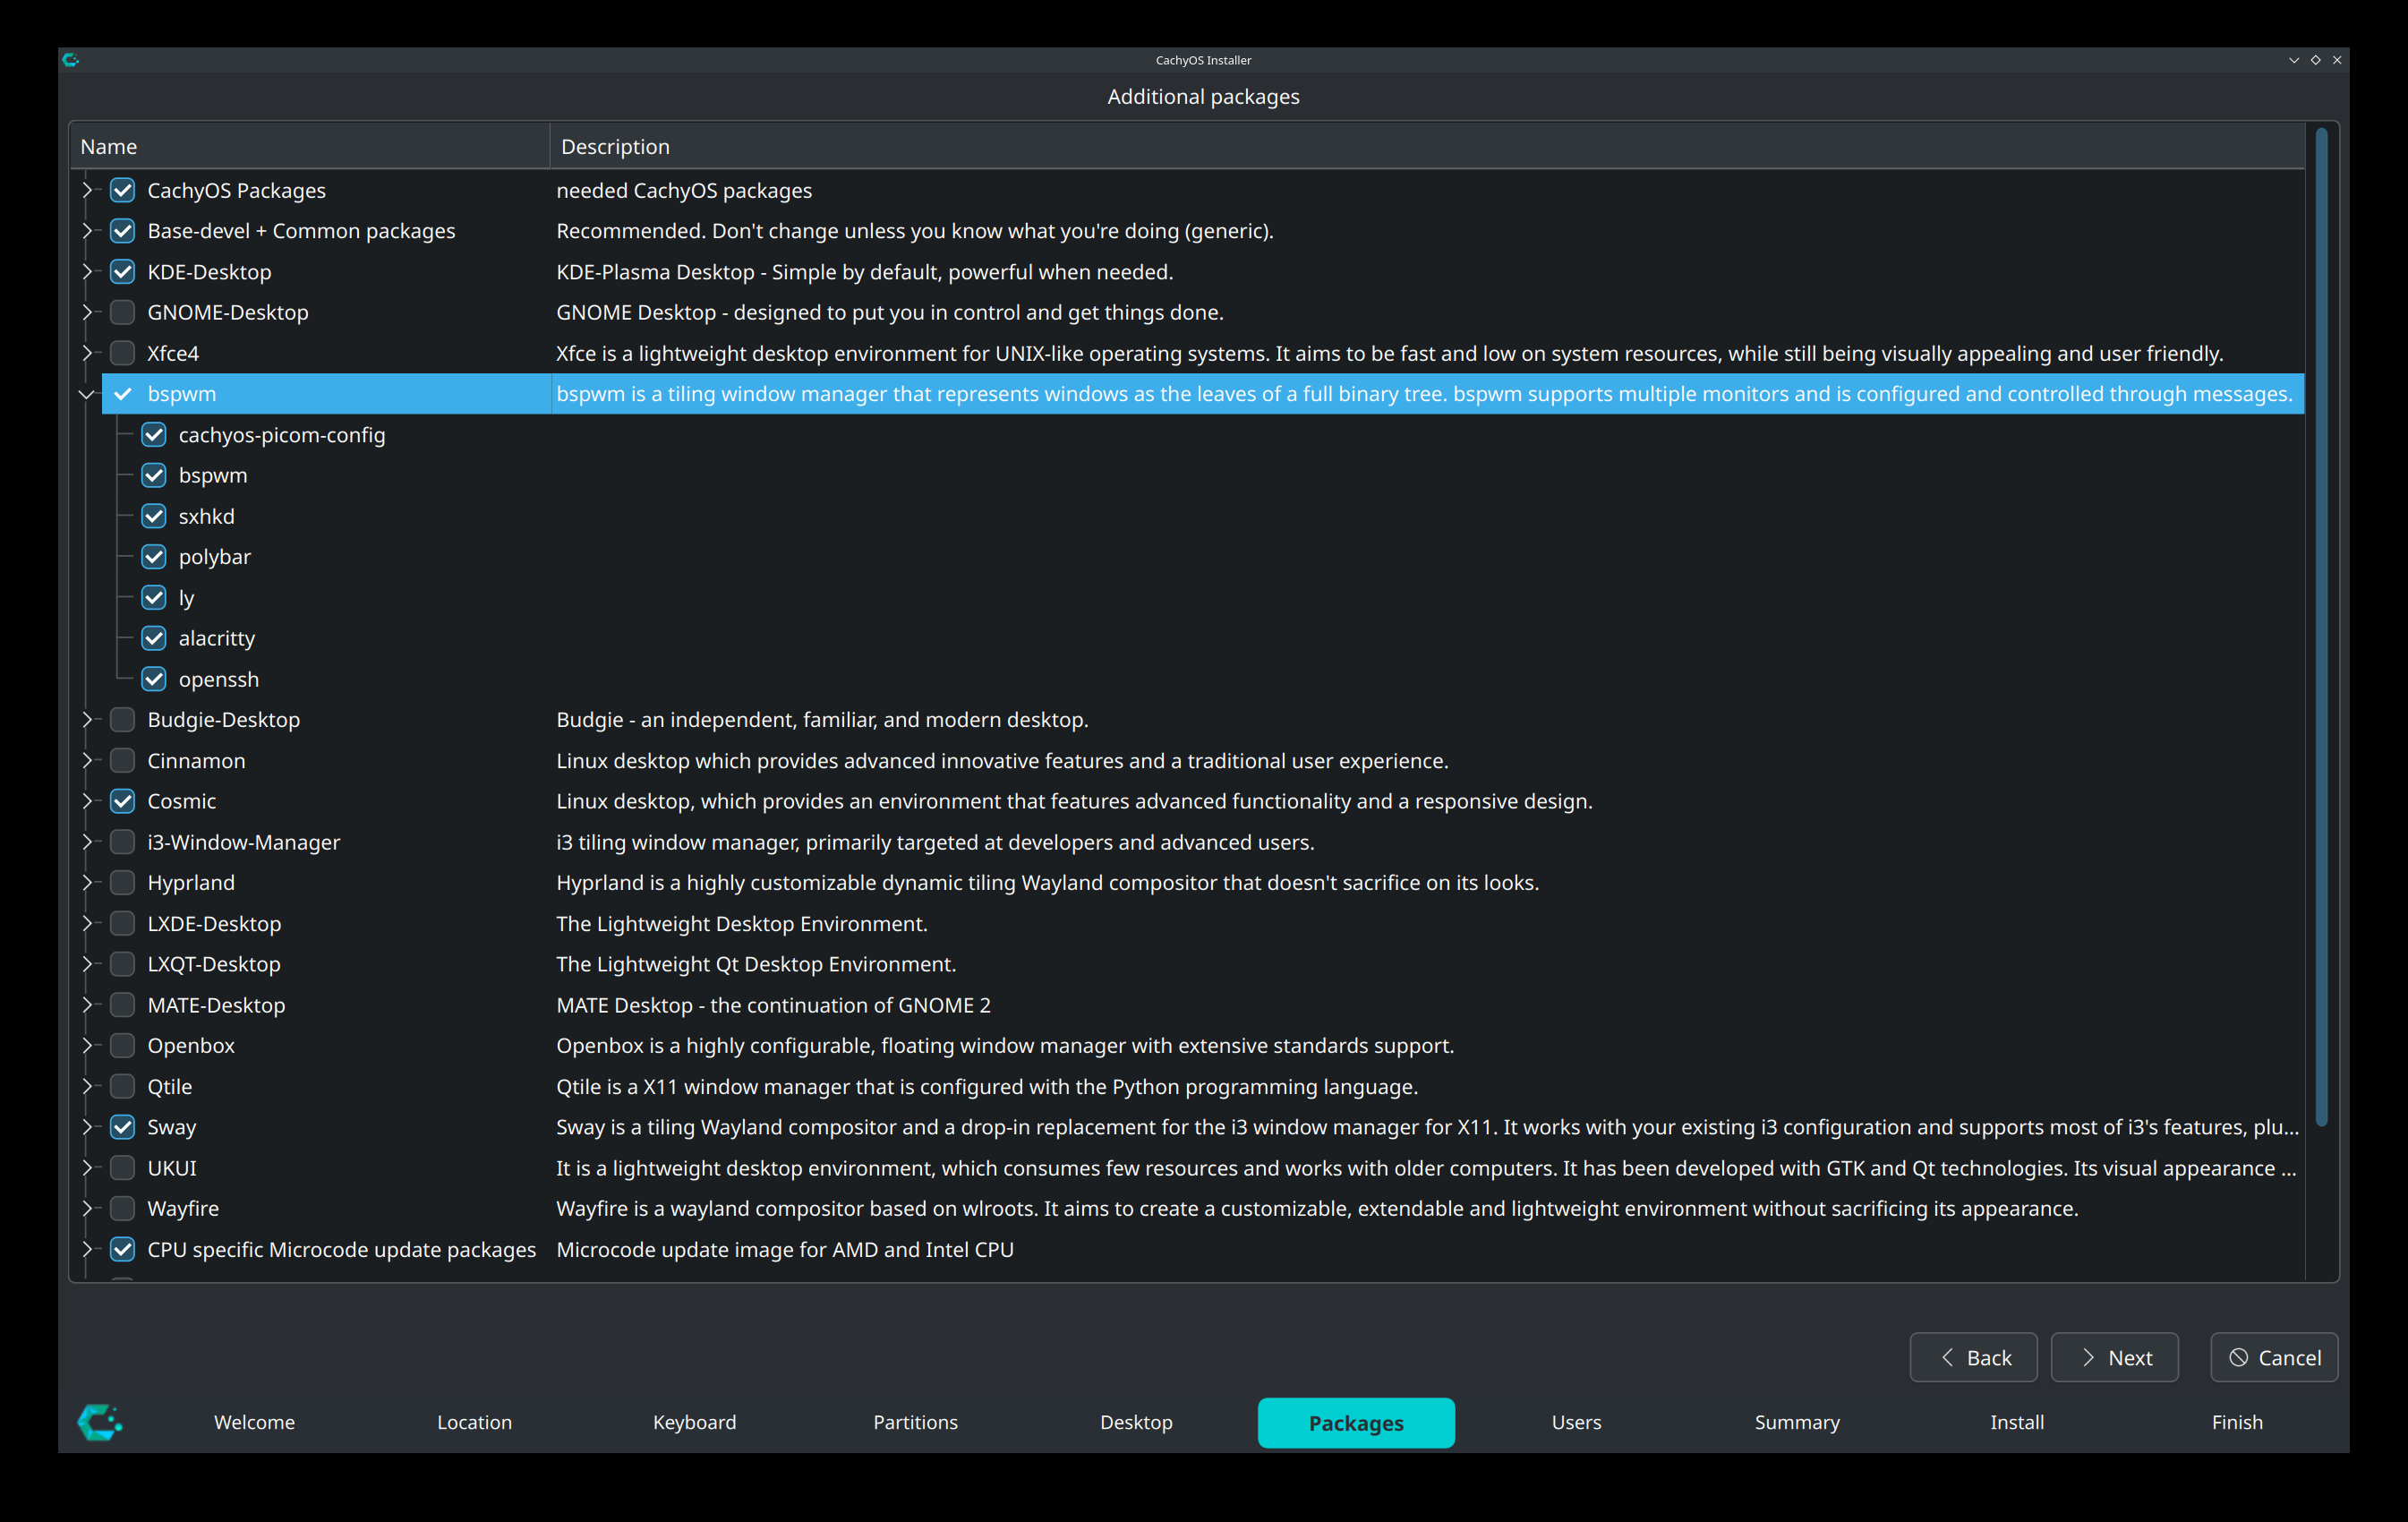 CachyOS Installer
Additional packages
Name Description
CachyOS Packages needed CachyOS packages
Base-devel + Common packages Recommended. Don't change unless you know what you're doing (generic).
KDE-Desktop KDE-Plasma Desktop - Simple by default, powerful when needed.
GNOME-Desktop GNOME Desktop - designed to put you in control and get things done.
Xfce4 Xfce is a lightweight desktop environment for UNIX-like operating systems. It aims to be fast and low on system resources, while still being visually appealing and user friendly.
bspwm bspwm is a tiling window manager that represents windows as the leaves of a full binary tree. bspwm supports multiple monitors and is configured and controlled through messages.
cachyos-picom-config
bspwm
sxhkd
polybar
ly
alacritty
openssh
Budgie-Desktop Budgie - an independent, familiar, and modern desktop.
Cinnamon Linux desktop which provides advanced innovative features and a traditional user experience.
Cosmic Linux desktop, which provides an environment that features advanced functionality and a responsive design.
i3-Window-Manager i3 tiling window manager, primarily targeted at developers and advanced users.
Hyprland Hyprland is a highly customizable dynamic tiling Wayland compositor that doesn't sacrifice on its looks.
LXDE-Desktop The Lightweight Desktop Environment.
LXQT-Desktop The Lightweight Qt Desktop Environment.
MATE-Desktop MATE Desktop - the continuation of GNOME 2
Openbox Openbox is a highly configurable, floating window manager with extensive standards support.
Qtile Qtile is a X11 window manager that is configured with the Python programming language.
Sway Sway is a tiling Wayland compositor and a drop-in replacement for the i3 window manager for X11. It works with your existing i3 configuration and supports most of i3's features, plu...
UKUI It is a lightweight desktop environment, which consumes few resources and works with older computers. It has been developed with GTK and Qt technologies. Its visual appearance ...
Wayfire Wayfire is a wayland compositor based on wlroots. It aims to create a customizable, extendable and lightweight environment without sacrificing its appearance.
CPU specific Microcode update packages Microcode update image for AMD and Intel CPU
Back Next Cancel
Welcome Location Keyboard Partitions Desktop Packages Users Summary Install Finish